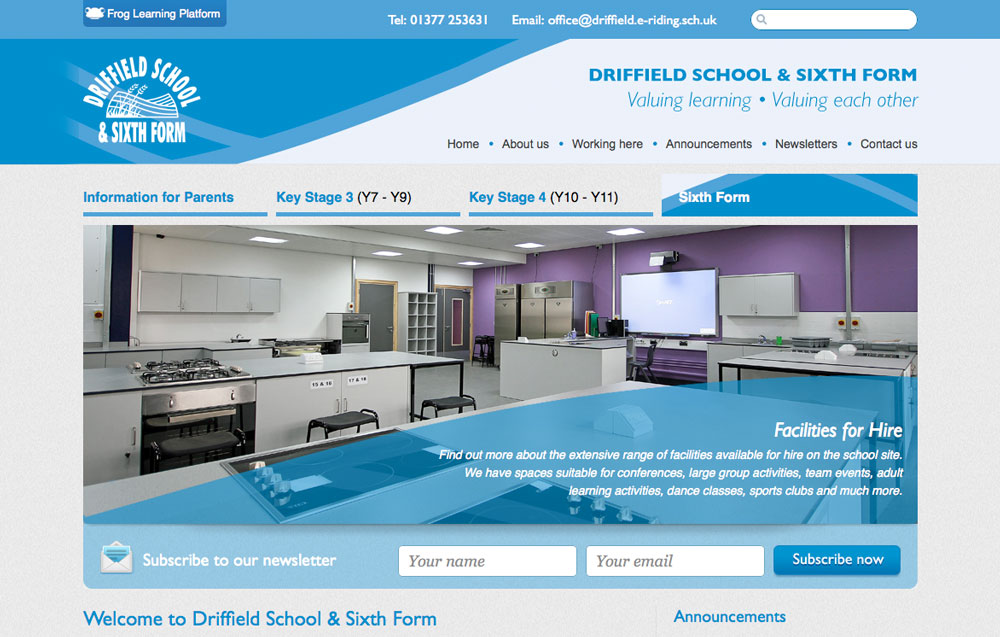 Frog Learning Platform
Tel: 01377 253631 Email: office@driffield.e-riding.sch.uk
DRIFFIELD SCHOOL
& SIXTH FORM
DRIFFIELD SCHOOL & SIXTH FORM
Valuing learning • Valuing each other
Home • About us • Working here • Announcements • Newsletters • Contact us
Information for Parents Key Stage 3 (Y7 - Y9) Key Stage 4 (Y10 - Y11) Sixth Form
15 & 16 17 & 18
Facilities for Hire
Find out more about the extensive range of facilities available for hire on the school site.
We have spaces suitable for conferences, large group activities, team events, adult
learning activities, dance classes, sports clubs and much more.
Subscribe to our newsletter Your name Your email Subscribe now
Welcome to Driffield School & Sixth Form Announcements